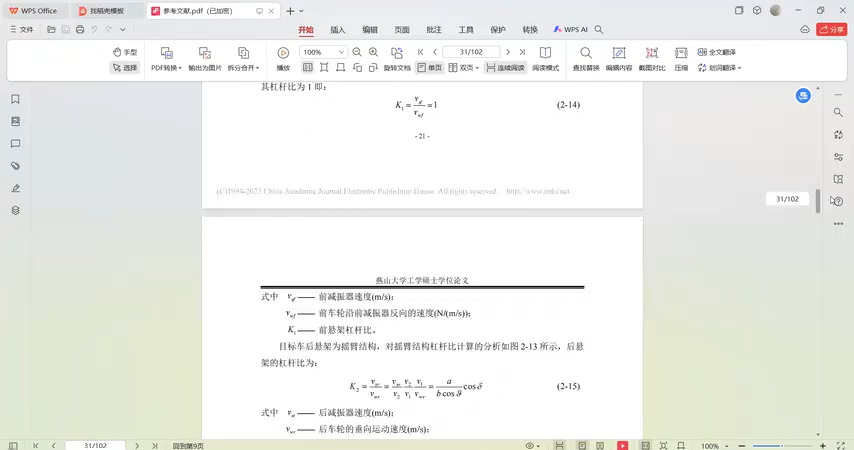 WPS Office
找稻壳模板
参考文献.pdf（已加密）
文件
开始
插入
编辑
页面
批注
工具
保护
转换
WPS AI
分享
手型
选择
PDF转换
输出为图片
拆分合并
播放
100%
旋转文档
31/102
单页
双页
连续阅读
阅读模式
查找替换
编辑内容
截图对比
压缩
全文翻译
划词翻译
其杠杆比为 1 即：
K₁ = v_tf / v_wf = 1 (2-14)
- 21 -
(C)1994-2023 China Academic Journal Electronic Publishing House. All rights reserved. http://www.cnki.net
31/102
燕山大学工学硕士学位论文
式中 v_tf —— 前减振器速度(m/s)；
v_wf —— 前车轮沿前减振器反向的速度(N/(m/s))；
K₁ —— 前悬架杠杆比。
目标车后悬架为摇臂结构，对摇臂结构杠杆比计算的分析如图 2-13 所示，后悬
架的杠杆比为：
K₂ = v_tr / v_wr = v_tr / v₂ v₂ / v₁ v₁ / v_wr = a / b cos ϑ cos δ (2-15)
式中 v_tr —— 后减振器速度(m/s)；
v_wr —— 后车轮的垂向运动速度(m/s)；
31/102
回到第9页
100%